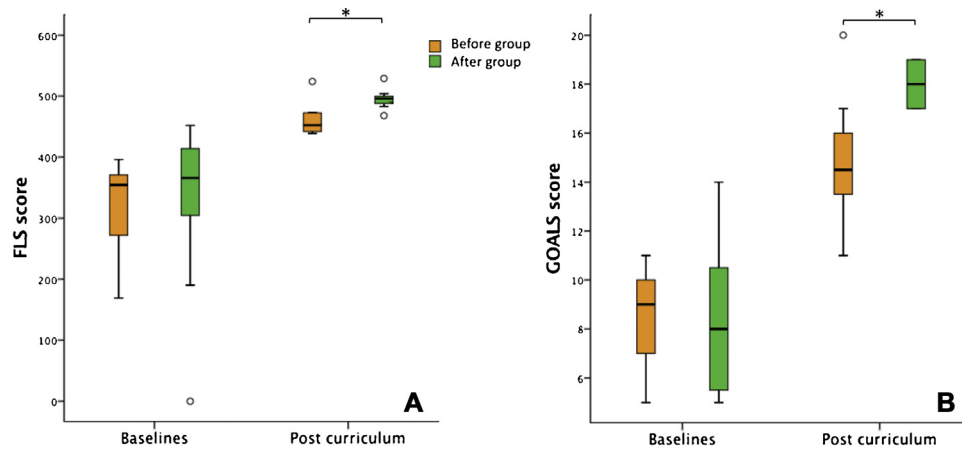 *
600
500
400
300
200
100
0
FLS score
Before group
After group
A
Baselines
Post curriculum
*
20
18
16
14
12
10
8
6
GOALS score
B
Baselines
Post curriculum